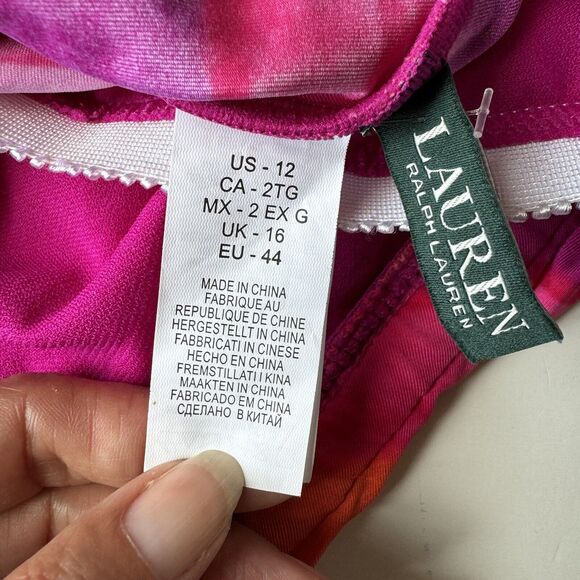 US - 12
CA - 2TG
MX - 2 EX G
UK - 16
EU - 44
MADE IN CHINA
FABRIQUE AU
REPUBLIQUE DE CHINE
HERGESTELLT IN CHINA
FABBRICATI IN CINESE
HECHO EN CHINA
FREMSTILLATI I KINA
MAAKTEN IN CHINA
FABRICADO EM CHINA
СДЕЛАНО В КИТАЙ
LAUREN
RALPH LAUREN